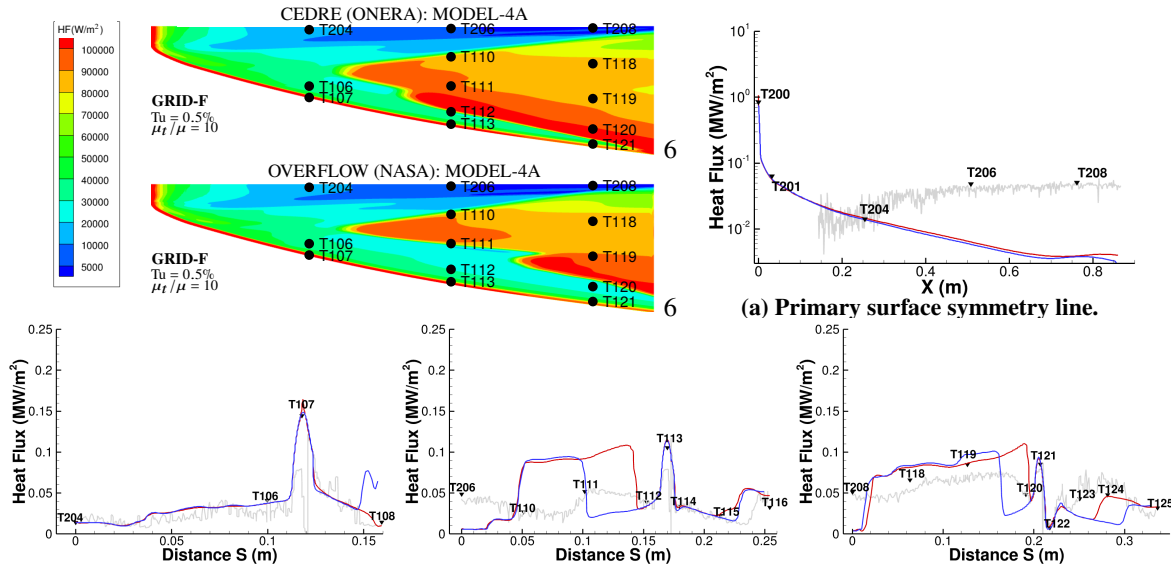 CEDRE (ONERA): MODEL-4A
HF(W/m²)
100000
90000
80000
70000
60000
50000
40000
30000
20000
10000
5000
T204
T206
T208
T110
T118
T106
T111
T107
T119
T112
T113
T120
T121
GRID-F
Tu = 0.5%
μt/μ = 10
6
OVERFLOW (NASA): MODEL-4A
T204
T206
T208
T110
T118
T106
T111
T107
T119
T112
T113
T120
T121
GRID-F
Tu = 0.5%
μt/μ = 10
6
Heat Flux (MW/m²)
10¹
10⁰
10⁻¹
10⁻²
T200
T201
T204
T206
T208
0 0.2 0.4 0.6 0.8
X (m)
(a) Primary surface symmetry line.
Heat Flux (MW/m²)
0.25
0.2
0.15
0.1
0.05
0
T204
T106
T107
T108
0 0.05 0.1 0.15
Distance S (m)
Heat Flux (MW/m²)
0.25
0.2
0.15
0.1
0.05
0
T206
T110
T111
T112
T113
T114
T115
T116
0 0.05 0.1 0.15 0.2 0.25
Distance S (m)
Heat Flux (MW/m²)
0.25
0.2
0.15
0.1
0.05
0
T208
T118
T119
T120
T121
T122
T123
T124
T125
0 0.1 0.2 0.3
Distance S (m)